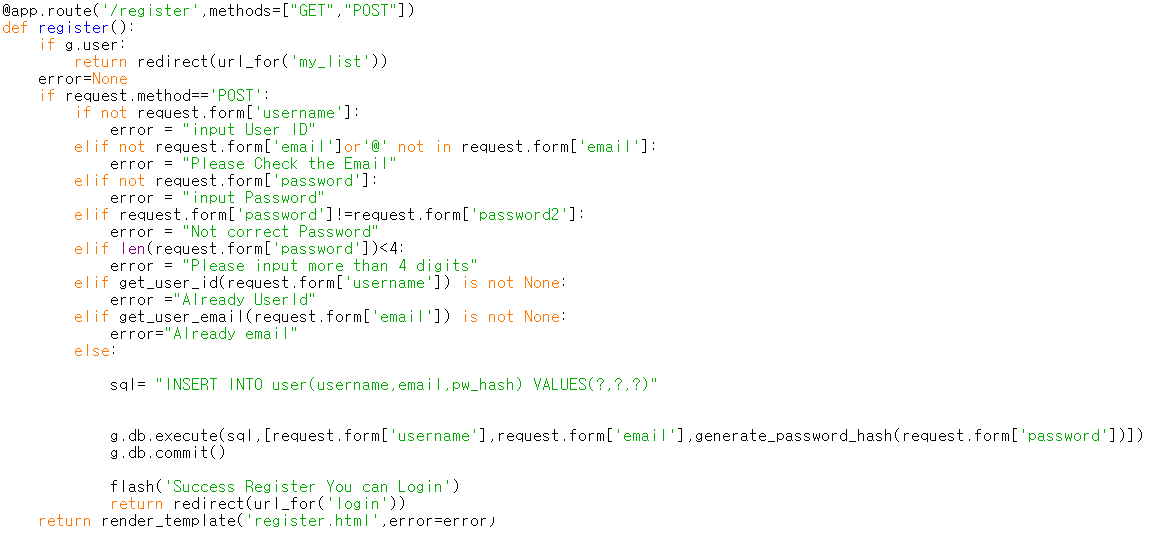 @app.route('/register',methods=["GET","POST"])
def register():
    if g.user:
        return redirect(url_for('my_list'))
    error=None
    if request.method=='POST':
        if not request.form['username']:
            error = "input User ID"
        elif not request.form['email']or'@' not in request.form['email']:
            error = "Please Check the Email"
        elif not request.form['password']:
            error = "input Password"
        elif request.form['password']!=request.form['password2']:
            error = "Not correct Password"
        elif len(request.form['password'])<4:
            error = "Please input more than 4 digits"
        elif get_user_id(request.form['username']) is not None:
            error ="Already UserId"
        elif get_user_email(request.form['email']) is not None:
            error="Already email"
        else:
            sql= "INSERT INTO user(username,email,pw_hash) VALUES(?,?,?)"
            g.db.execute(sql,[request.form['username'],request.form['email'],generate_password_hash(request.form['password'])])
            g.db.commit()
            flash('Success Register You can Login')
            return redirect(url_for('login'))
    return render_template('register.html',error=error)